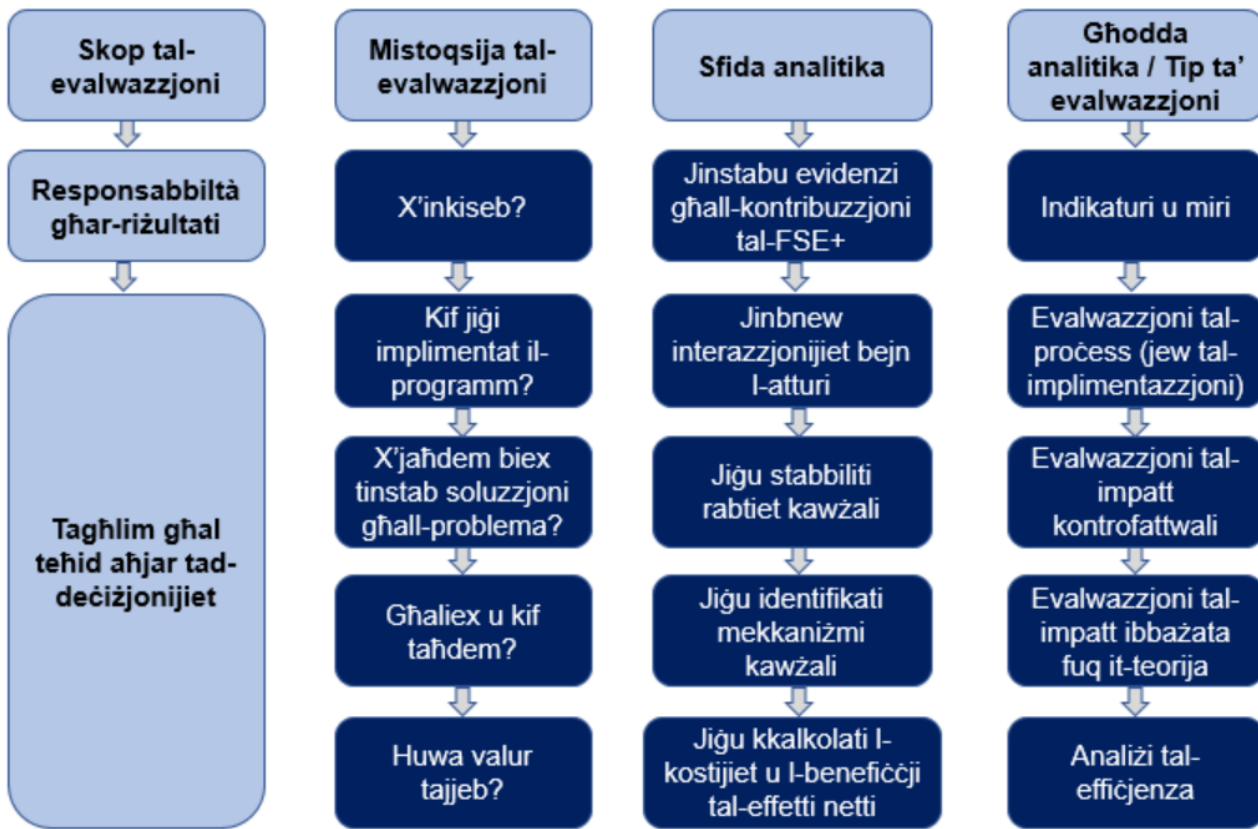 Skop tal-
evalwazzjoni
Mistoqsija tal-
evalwazzjoni
Sfida analitika
Għodda
analitika / Tip ta’
evalwazzjoni
Responsabbiltà
għar-riżultati
X’inkiseb?
Jinstabu evidenzi
għall-kontribuzzjoni
tal-FSE+
Indikaturi u miri
Tagħlim għal
teħid aħjar tad-
deċiżjonijiet
Kif jiġi
implimentat il-
programm?
Jinbnew
interazzjonijiet bejn
l-atturi
Evalwazzjoni tal-
proċess (jew tal-
implimentazzjoni)
X’jaħdem biex
tinstab soluzzjoni
għall-problema?
Jiġu stabbiliti
rabtiet kawżali
Evalwazzjoni tal-
impatt
kontrofattwali
Għaliex u kif
taħdem?
Jiġu identifikati
mekkaniżmi
kawżali
Evalwazzjoni tal-
impatt ibbażata
fuq it-teorija
Huwa valur
tajjeb?
Jiġu kkalkolati l-
kostijiet u l-benefiċċji
tal-effetti netti
Analiżi tal-
effiċjenza